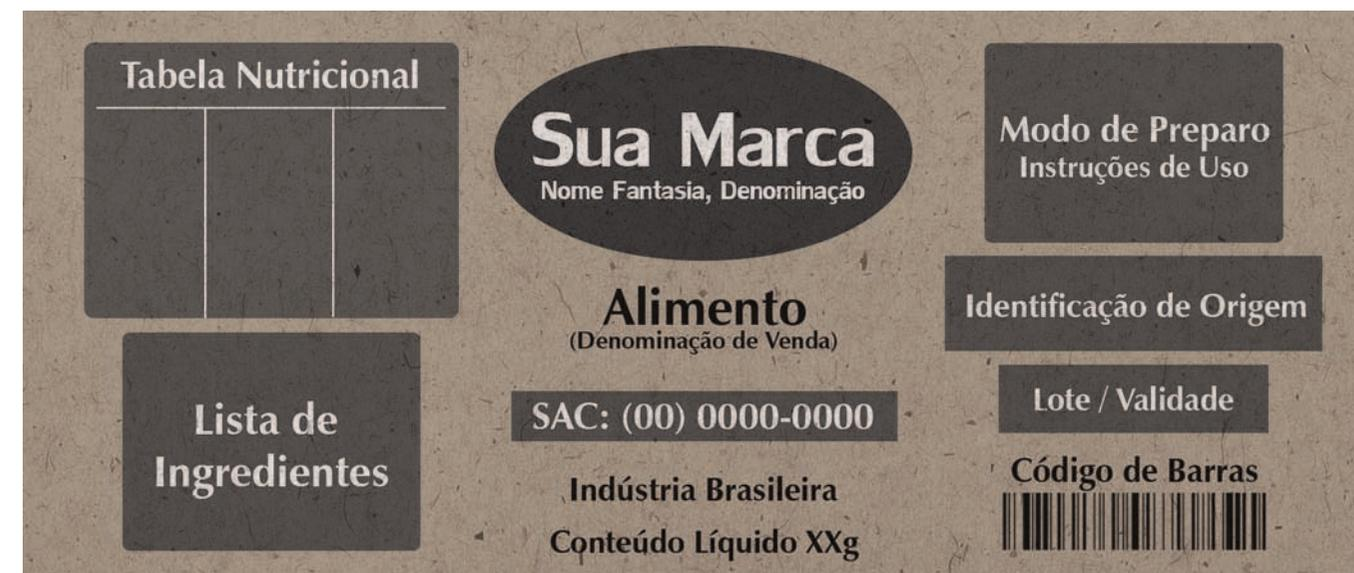 Tabela Nutricional
Lista de
Ingredientes
Sua Marca
Nome Fantasia, Denominação
Alimento
(Denominação de Venda)
SAC: (00) 0000-0000
Indústria Brasileira
Conteúdo Líquido XXg
Modo de Preparo
Instruções de Uso
Identificação de Origem
Lote / Validade
Código de Barras